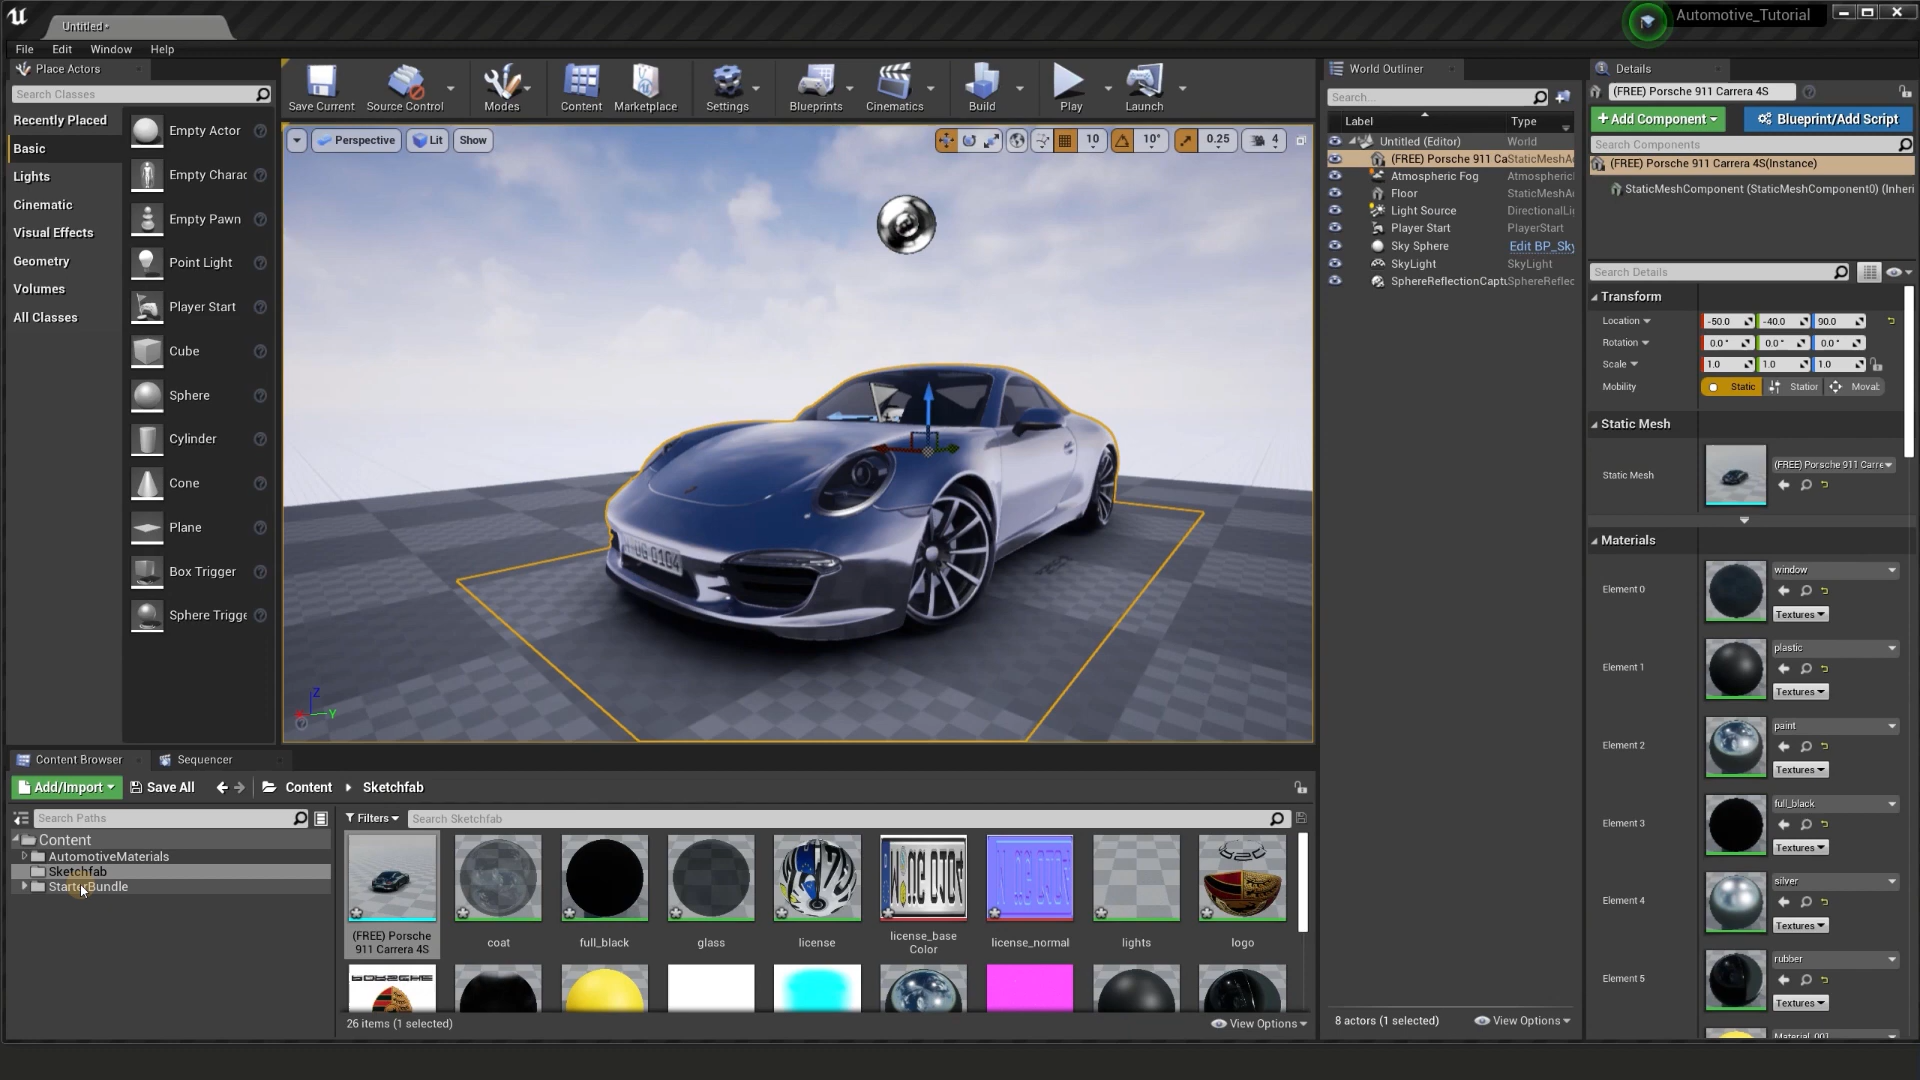 Untitled•
Automotive_Tutorial
File Edit Window Help
Place Actors
Search Classes
Recently Placed
Basic
Lights
Cinematic
Visual Effects
Geometry
Volumes
All Classes
Empty Actor
Empty Charac
Empty Pawn
Point Light
Player Start
Cube
Sphere
Cylinder
Cone
Plane
Box Trigger
Sphere Trigge
Save Current Source Control Modes Content Marketplace Settings Blueprints Cinematics Build Play Launch
Perspective Lit Show 10 10° 0.25 4
UG 0104
Z
Y
World Outliner
Search...
Label Type
Untitled (Editor) World
(FREE) Porsche 911 Ca StaticMeshA
Atmospheric Fog Atmospheric
Floor StaticMeshA
Light Source DirectionalLi
Player Start PlayerStart
Sky Sphere Edit BP_Sky
SkyLight SkyLight
SphereReflectionCaptu SphereReflec
8 actors (1 selected) View Options
Details
(FREE) Porsche 911 Carrera 4S
+ Add Component Blueprint/Add Script
Search Components
(FREE) Porsche 911 Carrera 4S(Instance)
StaticMeshComponent (StaticMeshComponent0) (Inheri
Search Details
Transform
Location -50.0 -40.0 90.0
Rotation 0.0° 0.0° 0.0°
Scale 1.0 1.0 1.0
Mobility Static Station Movab
Static Mesh
Static Mesh (FREE) Porsche 911 Carre
Materials
Element 0 window
Textures
Element 1 plastic
Textures
Element 2 paint
Textures
Element 3 full_black
Textures
Element 4 silver
Textures
Element 5 rubber
Textures
Material_001
Content Browser Sequencer
Add/Import Save All Content Sketchfab
Search Paths
Content
AutomotiveMaterials
Sketchfab
StarterBundle
Filters Search Sketchfab
(FREE) Porsche
911 Carrera 4S
coat
full_black
glass
license
license_base
Color
license_normal
lights
logo
PORSCHE
26 items (1 selected) View Options